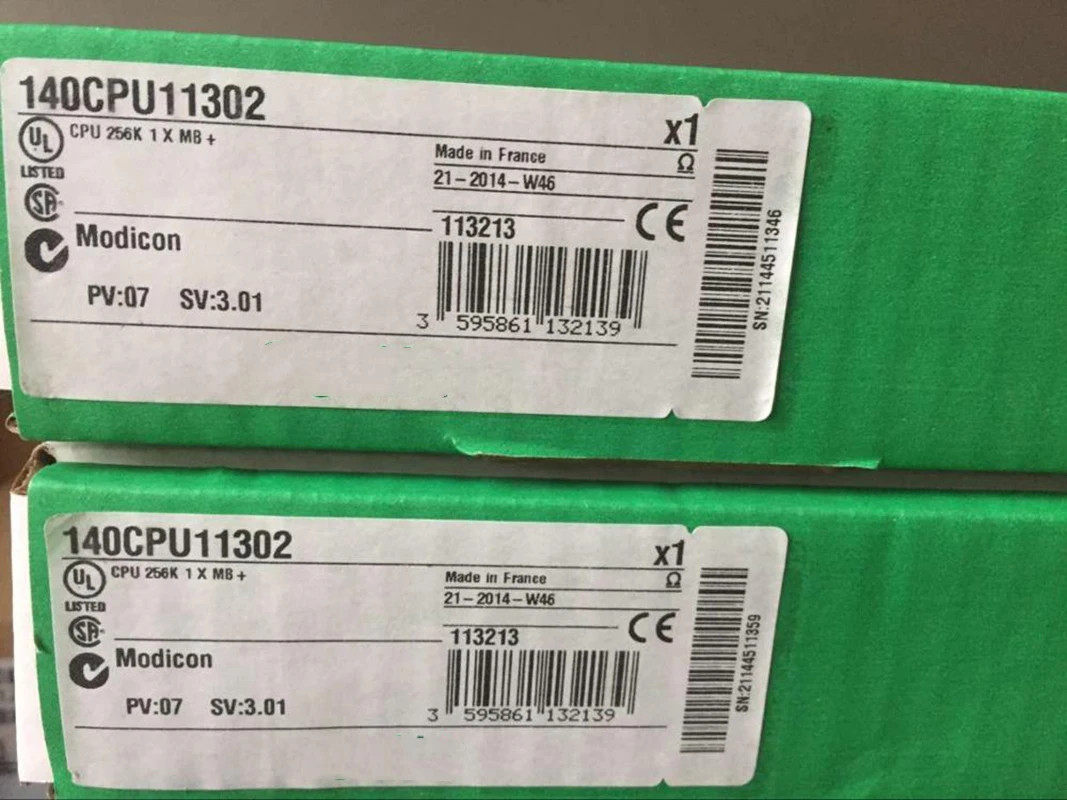 140CPU11302
x1
UL
CPU 256K 1 X MB +
Ω
LISTED
Made in France
21-2014-W46
SA
CE
113213
Modicon
PV:07 SV:3.01
3 595861 132139
SN:21144511346
140CPU11302
x1
UL
CPU 256K 1 X MB +
Ω
LISTED
Made in France
21-2014-W46
SA
CE
113213
Modicon
PV:07 SV:3.01
3 595861 132139
SN:21144511359